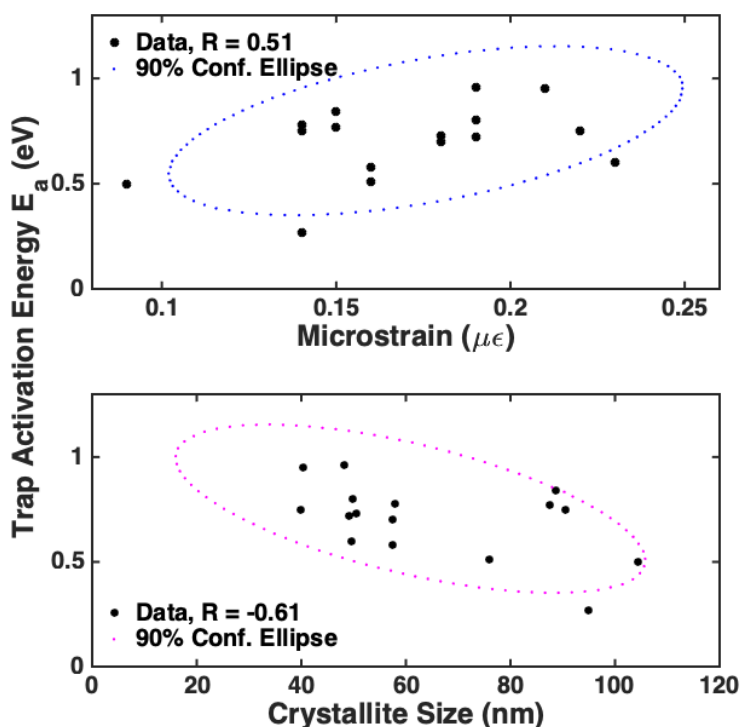 Trap Activation Energy E_a (eV)
Data, R = 0.51
90% Conf. Ellipse
1
0.5
0
0.1 0.15 0.2 0.25
Microstrain (με)
1
0.5
0
Data, R = -0.61
90% Conf. Ellipse
0 20 40 60 80 100 120
Crystallite Size (nm)